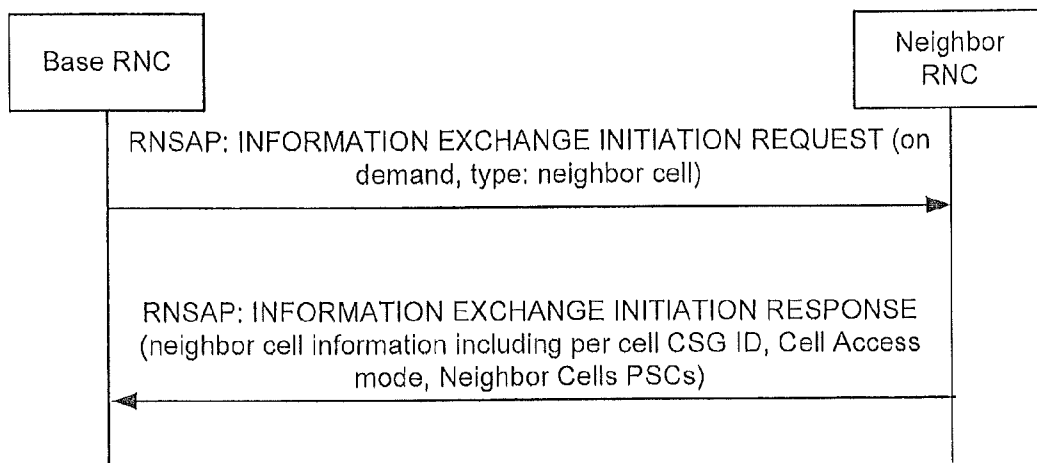 Base RNC
Neighbor
RNC
RNSAP: INFORMATION EXCHANGE INITIATION REQUEST (on
demand, type: neighbor cell)
RNSAP: INFORMATION EXCHANGE INITIATION RESPONSE
(neighbor cell information including per cell CSG ID, Cell Access
mode, Neighbor Cells PSCs)